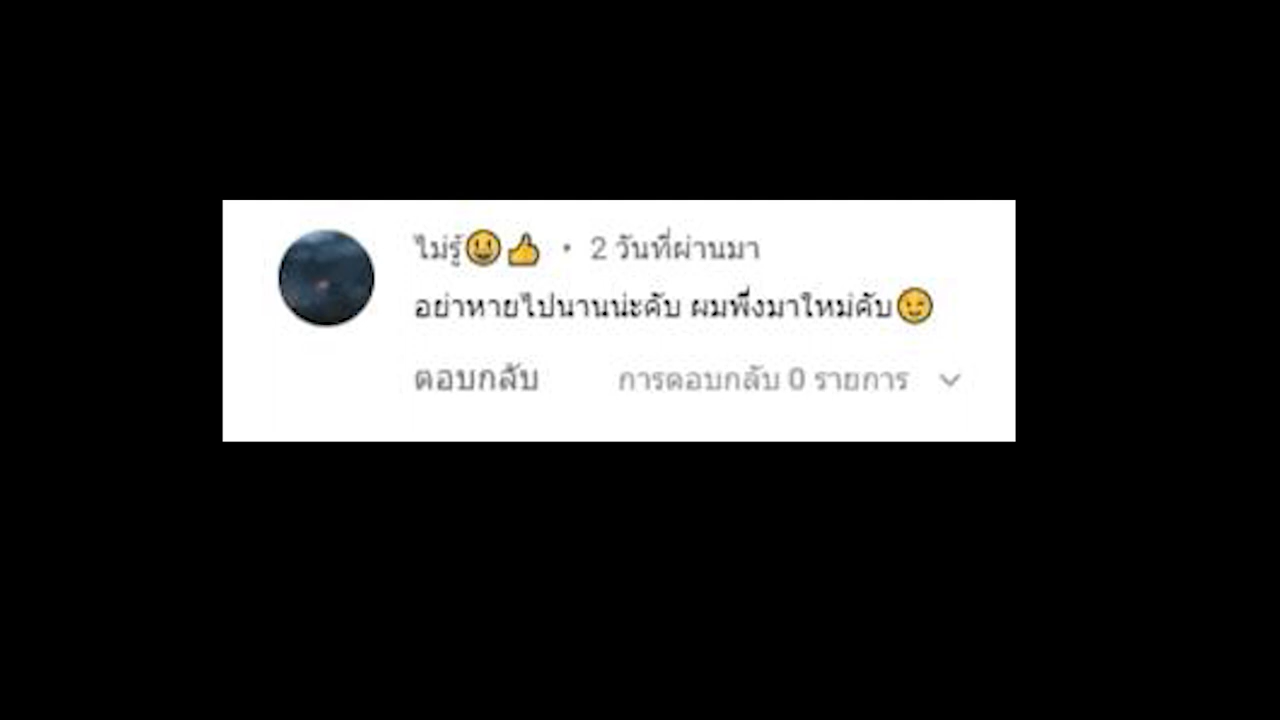 ไม่รู้😃👍 • 2 วันที่ผ่านมา
อย่าหายไปนานน่ะคับ ผมพึ่งมาใหม่คับ😉
ตอบกลับ การตอบกลับ 0 รายการ